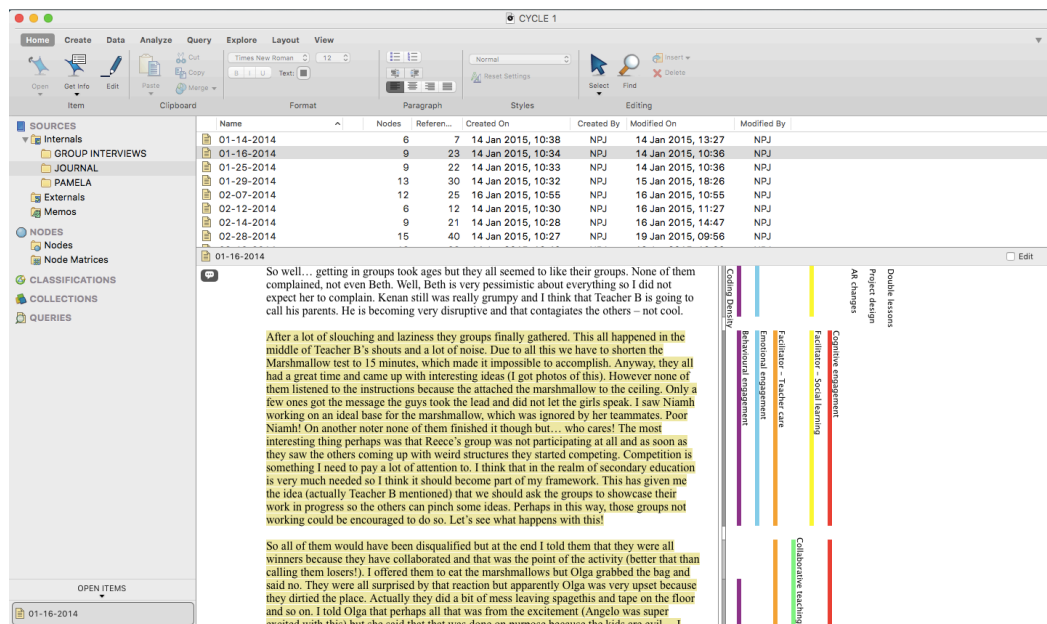 CYCLE 1
Home Create Data Analyze Query Explore Layout View
Open Get Info Edit Paste Cut Copy Merge
Times New Roman 12
B I U Text:
Normal
Reset Settings
Select Find Insert Delete
Item Clipboard Format Paragraph Styles Editing
SOURCES
Internals
GROUP INTERVIEWS
JOURNAL
PAMELA
Externals
Memos
NODES
Nodes
Node Matrices
CLASSIFICATIONS
COLLECTIONS
QUERIES
OPEN ITEMS
01-16-2014
Name Nodes Referen... Created On Created By Modified On Modified By
01-14-2014 6 7 14 Jan 2015, 10:38 NPJ 14 Jan 2015, 13:27 NPJ
01-16-2014 9 23 14 Jan 2015, 10:34 NPJ 14 Jan 2015, 10:36 NPJ
01-25-2014 9 22 14 Jan 2015, 10:33 NPJ 14 Jan 2015, 10:36 NPJ
01-29-2014 13 30 14 Jan 2015, 10:32 NPJ 15 Jan 2015, 18:26 NPJ
02-07-2014 12 25 16 Jan 2015, 10:55 NPJ 16 Jan 2015, 10:55 NPJ
02-12-2014 6 12 14 Jan 2015, 10:30 NPJ 16 Jan 2015, 11:27 NPJ
02-14-2014 9 21 14 Jan 2015, 10:28 NPJ 16 Jan 2015, 14:47 NPJ
02-28-2014 15 40 14 Jan 2015, 10:27 NPJ 19 Jan 2015, 09:56 NPJ
01-16-2014 Edit
So well… getting in groups took ages but they all seemed to like their groups. None of them
complained, not even Beth. Well, Beth is very pessimistic about everything so I did not
expect her to complain. Kenan still was really grumpy and I think that Teacher B is going to
call his parents. He is becoming very disruptive and that contagiates the others – not cool.
After a lot of slouching and laziness they groups finally gathered. This all happened in the
middle of Teacher B's shouts and a lot of noise. Due to all this we have to shorten the
Marshmallow test to 15 minutes, which made it impossible to accomplish. Anyway, they all
had a great time and came up with interesting ideas (I got photos of this). However none of
them listened to the instructions because the attached the marshmallow to the ceiling. Only a
few ones got the message the guys took the lead and did not let the girls speak. I saw Niamh
working on an ideal base for the marshmallow, which was ignored by her teammates. Poor
Niamh! On another noter none of them finished it though but… who cares! The most
interesting thing perhaps was that Reece's group was not participating at all and as soon as
they saw the others coming up with weird structures they started competing. Competition is
something I need to pay a lot of attention to. I think that in the realm of secondary education
is very much needed so I think it should become part of my framework. This has given me
the idea (actually Teacher B mentioned) that we should ask the groups to showcase their
work in progress so the others can pinch some ideas. Perhaps in this way, those groups not
working could be encouraged to do so. Let's see what happens with this!
So all of them would have been disqualified but at the end I told them that they were all
winners because they have collaborated and that was the point of the activity (better that than
calling them losers!). I offered them to eat the marshmallows but Olga grabbed the bag and
said no. They were all surprised by that reaction but apparently Olga was very upset because
they dirtied the place. Actually they did a bit of mess leaving spagethis and tape on the floor
and so on. I told Olga that perhaps all that was from the excitement (Angelo was super
excited with this) but she said that that was done on purpose because the kids are evil… I
Coding Density
Behavioural engagement
Emotional engagement
Facilitator – Teacher care
Collaborative teaching
Facilitator – Social learning
Cognitive engagement
AR changes
Project design
Double lessons